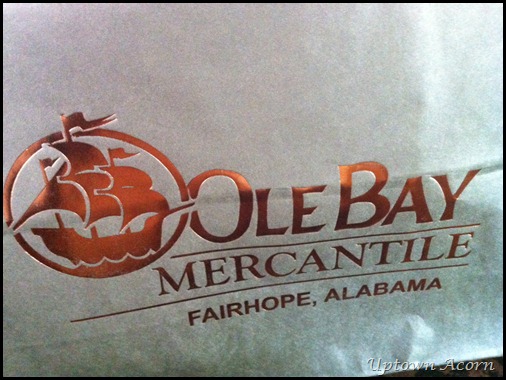 OLE BAY
MERCANTILE
FAIRHOPE, ALABAMA
Uptown Acorn